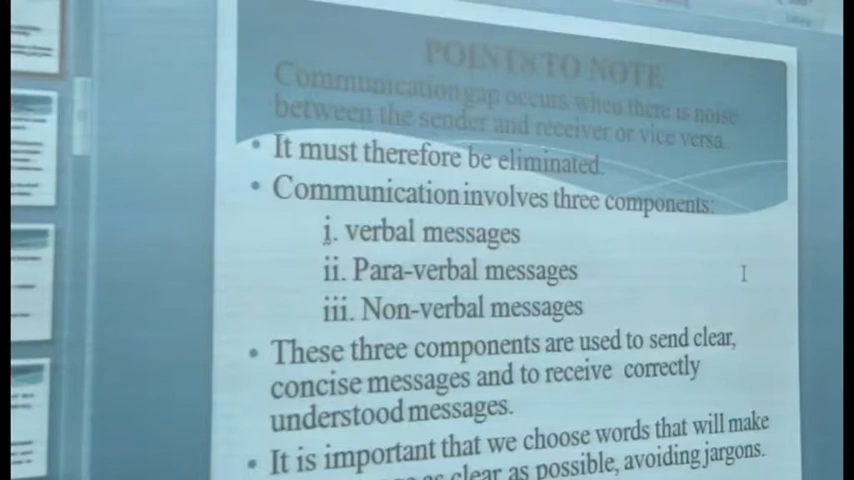 POINTS TO NOTE
Communication gap occurs when there is noise
between the sender and receiver or vice versa.
• It must therefore be eliminated.
• Communication involves three components:
i. verbal messages
ii. Para-verbal messages
iii. Non-verbal messages
• These three components are used to send clear,
concise messages and to receive correctly
understood messages.
• It is important that we choose words that will make
as clear as possible, avoiding jargons.